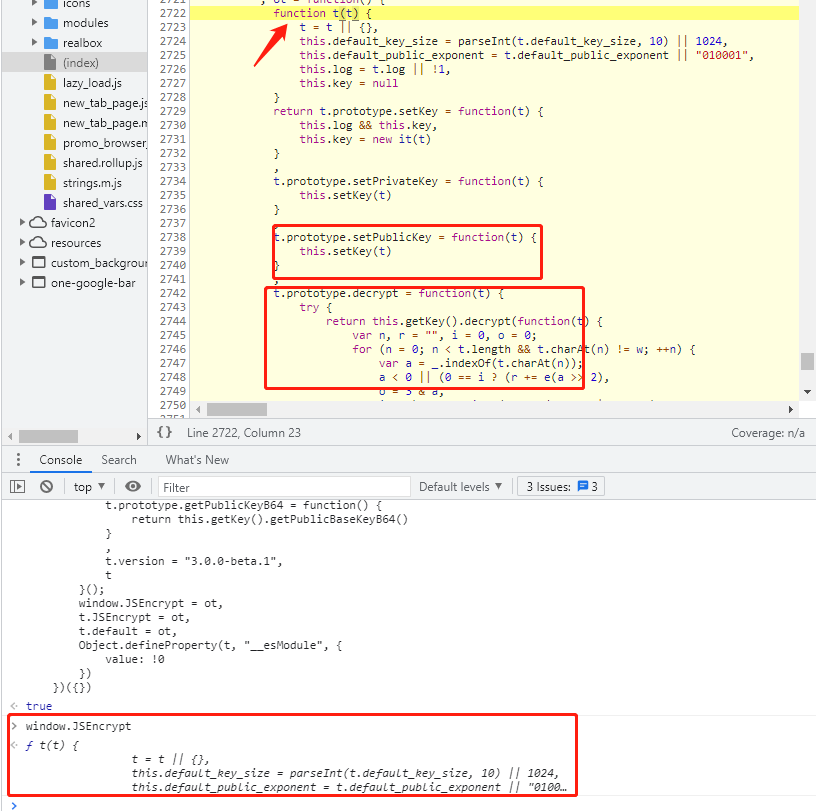 icons
modules
realbox
(index)
lazy_load.js
new_tab_page.js
new_tab_page.m
promo_browser_
shared.rollup.js
strings.m.js
shared_vars.css
favicon2
resources
custom_backgroun
one-google-bar
2721 , ot = function() {
2722 function t(t) {
2723 t = t || {},
2724 this.default_key_size = parseInt(t.default_key_size, 10) || 1024,
2725 this.default_public_exponent = t.default_public_exponent || "010001",
2726 this.log = t.log || !1,
2727 this.key = null
2728 }
2729 return t.prototype.setKey = function(t) {
2730 this.log && this.key,
2731 this.key = new it(t)
2732 }
2733 ,
2734 t.prototype.setPrivateKey = function(t) {
2735 this.setKey(t)
2736 }
2737 ,
2738 t.prototype.setPublicKey = function(t) {
2739 this.setKey(t)
2740 }
2741 ,
2742 t.prototype.decrypt = function(t) {
2743 try {
2744 return this.getKey().decrypt(function(t) {
2745 var n, r = "", i = 0, o = 0;
2746 for (n = 0; n < t.length && t.charAt(n) != w; ++n) {
2747 var a = _.indexOf(t.charAt(n));
2748 a < 0 || (0 == i ? (r += e(a >> 2),
2749 o = 3 & a,
2750
{} Line 2722, Column 23 Coverage: n/a
Console Search What's New
top ▼ Filter Default levels ▼ 3 Issues: 3
t.prototype.getPublicKeyB64 = function() {
return this.getKey().getPublicBaseKeyB64()
}
,
t.version = "3.0.0-beta.1",
t
}();
window.JSEncrypt = ot,
t.JSEncrypt = ot,
t.default = ot,
Object.defineProperty(t, "__esModule", {
value: !0
})
})({})
true
window.JSEncrypt
ƒ t(t) {
t = t || {},
this.default_key_size = parseInt(t.default_key_size, 10) || 1024,
this.default_public_exponent = t.default_public_exponent || "0100…